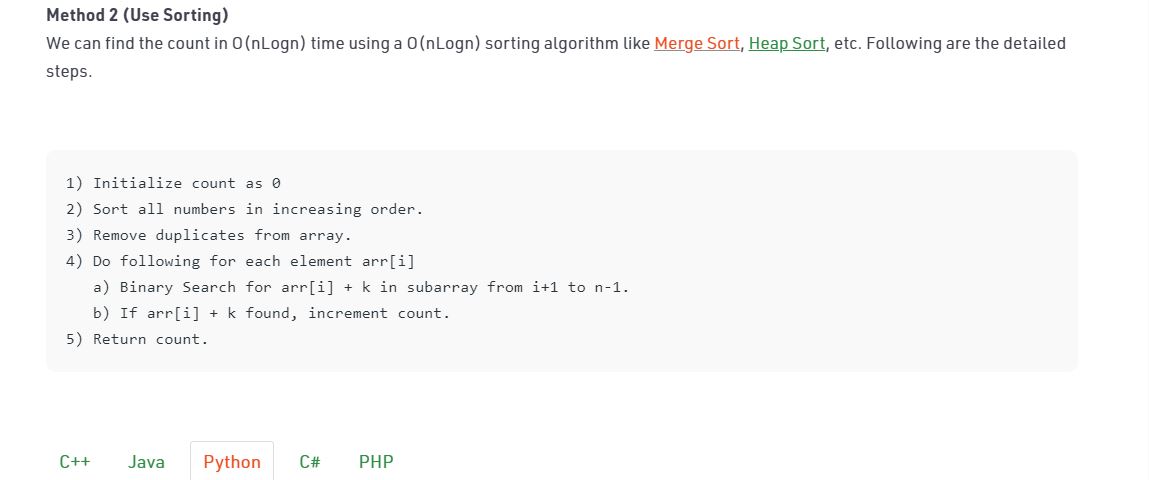 Method 2 (Use Sorting)
We can find the count in O(nLogn) time using a O(nLogn) sorting algorithm like Merge Sort, Heap Sort, etc. Following are the detailed
steps.
1) Initialize count as 0
2) Sort all numbers in increasing order.
3) Remove duplicates from array.
4) Do following for each element arr[i]
   a) Binary Search for arr[i] + k in subarray from i+1 to n-1.
   b) If arr[i] + k found, increment count.
5) Return count.
C++ Java Python C# PHP